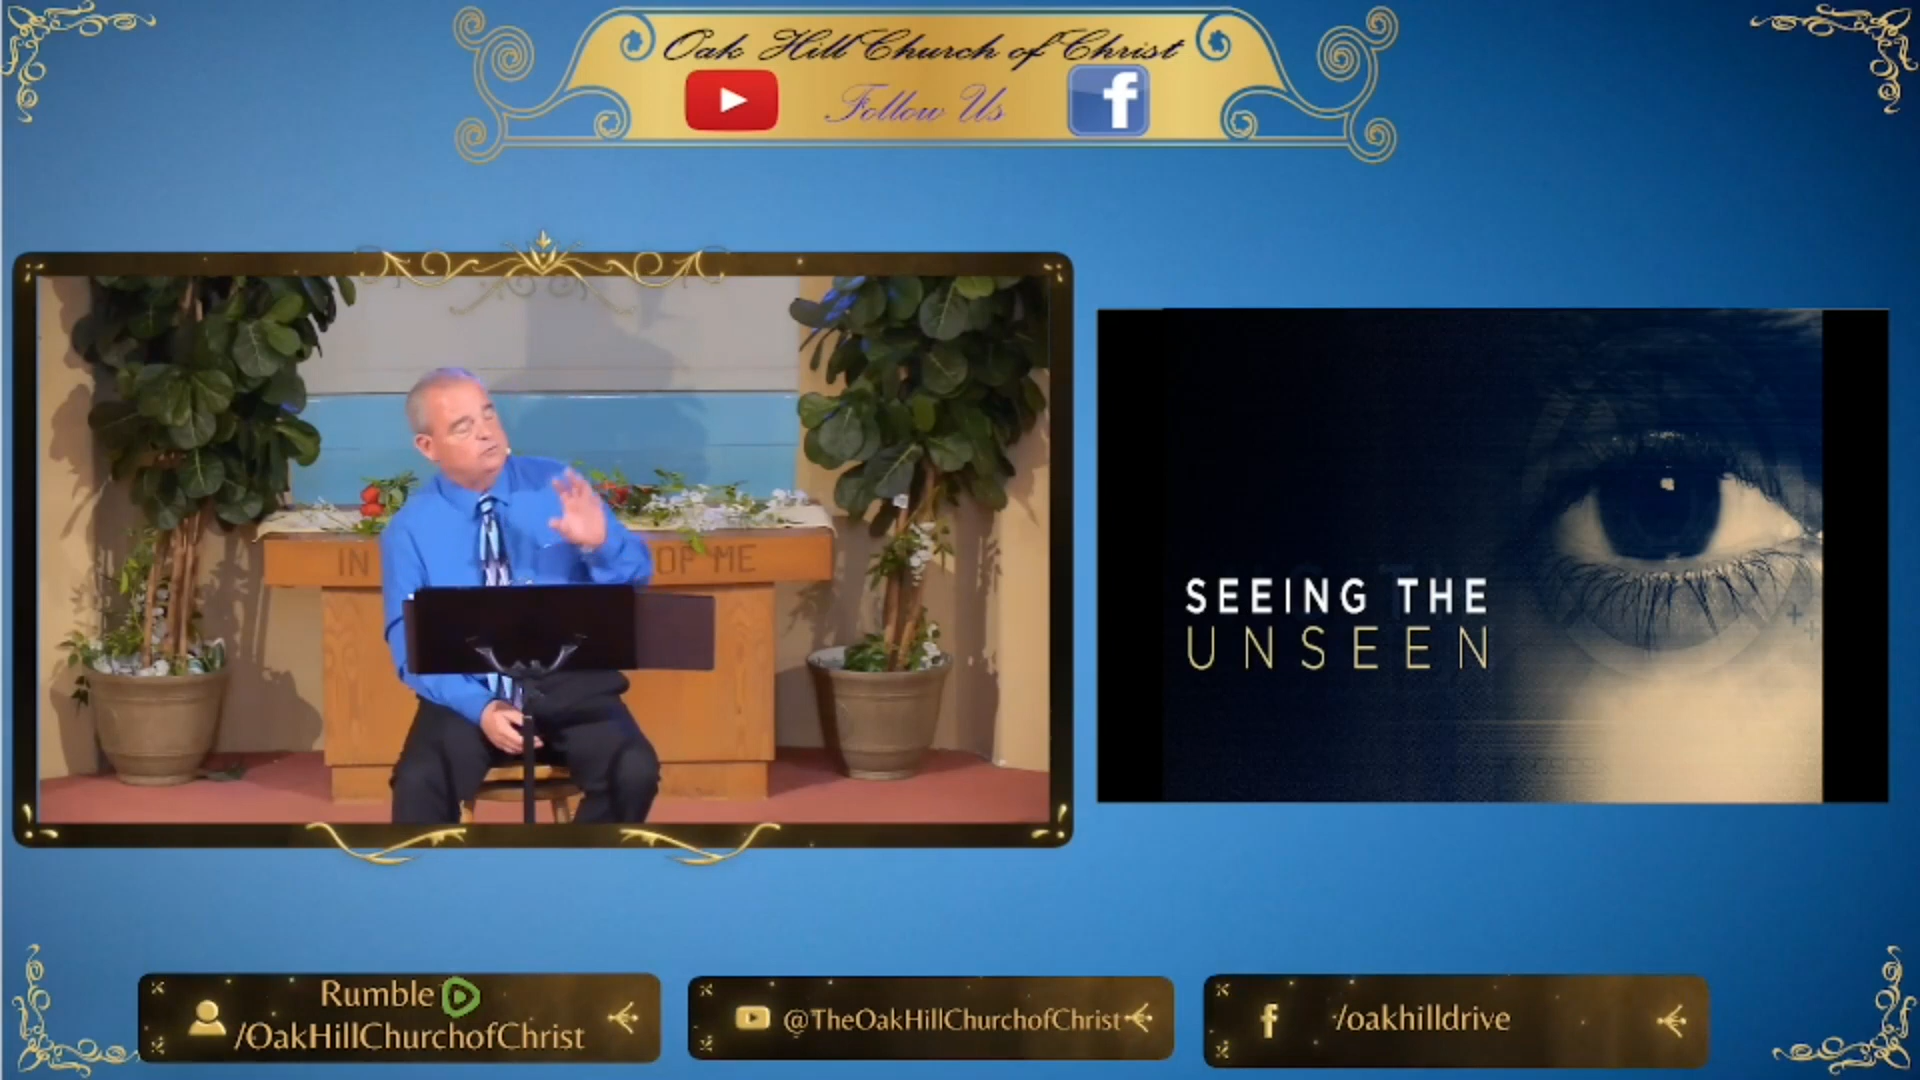 Oak Hill Church of Christ
Follow Us
IN OF ME
SEEING THE
UNSEEN
Rumble
/OakHillChurchofChrist
@TheOakHillChurchofChrist
/oakhilldrive